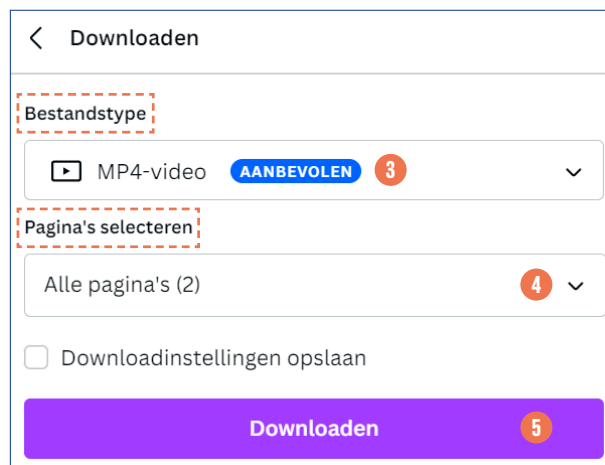 Downloaden
Bestandstype
MP4-video AANBEVOLEN 3
Pagina's selecteren
Alle pagina's (2) 4
Downloadinstellingen opslaan
Downloaden 5